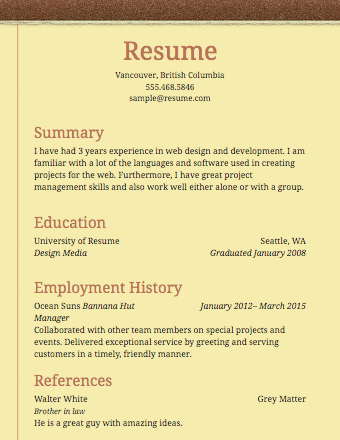 Resume
Vancouver, British Columbia
555.468.5846
sample@resume.com
Summary
I have had 3 years experience in web design and development. I am
familiar with a lot of the languages and software used in creating
projects for the web. Furthermore, I have great project
management skills and also work well either alone or with a group.
Education
University of Resume Seattle, WA
Design Media Graduated January 2008
Employment History
Ocean Suns Bannana Hut January 2012– March 2015
Manager
Collaborated with other team members on special projects and
events. Delivered exceptional service by greeting and serving
customers in a timely, friendly manner.
References
Walter White Grey Matter
Brother in law
He is a great guy with amazing ideas.